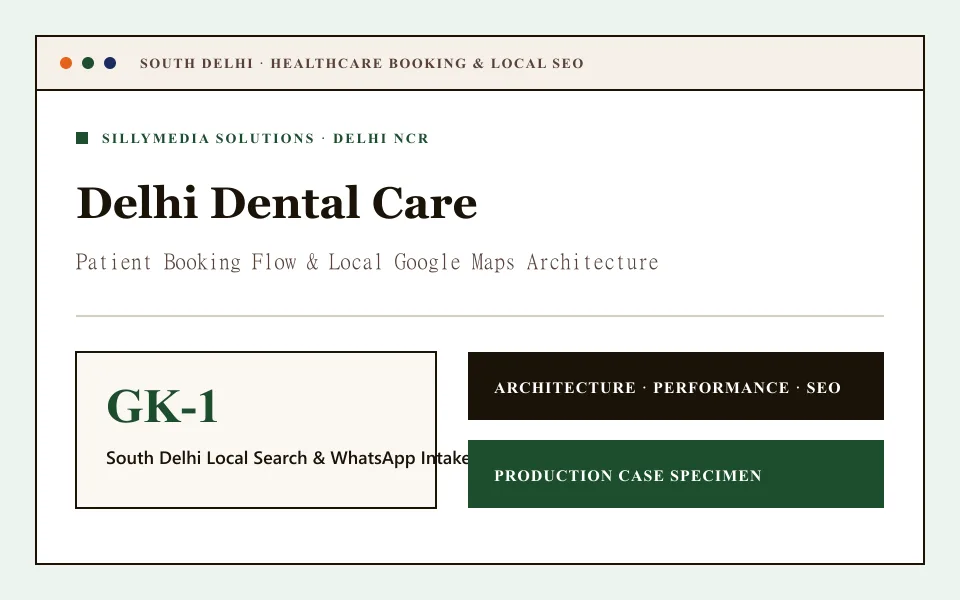 SOUTH DELHI · HEALTHCARE BOOKING & LOCAL SEO
SILLYMEDIA SOLUTIONS · DELHI NCR
Delhi Dental Care
Patient Booking Flow & Local Google Maps Architecture
GK-1
South Delhi Local Search & WhatsApp Intake
ARCHITECTURE · PERFORMANCE · SEO
PRODUCTION CASE SPECIMEN